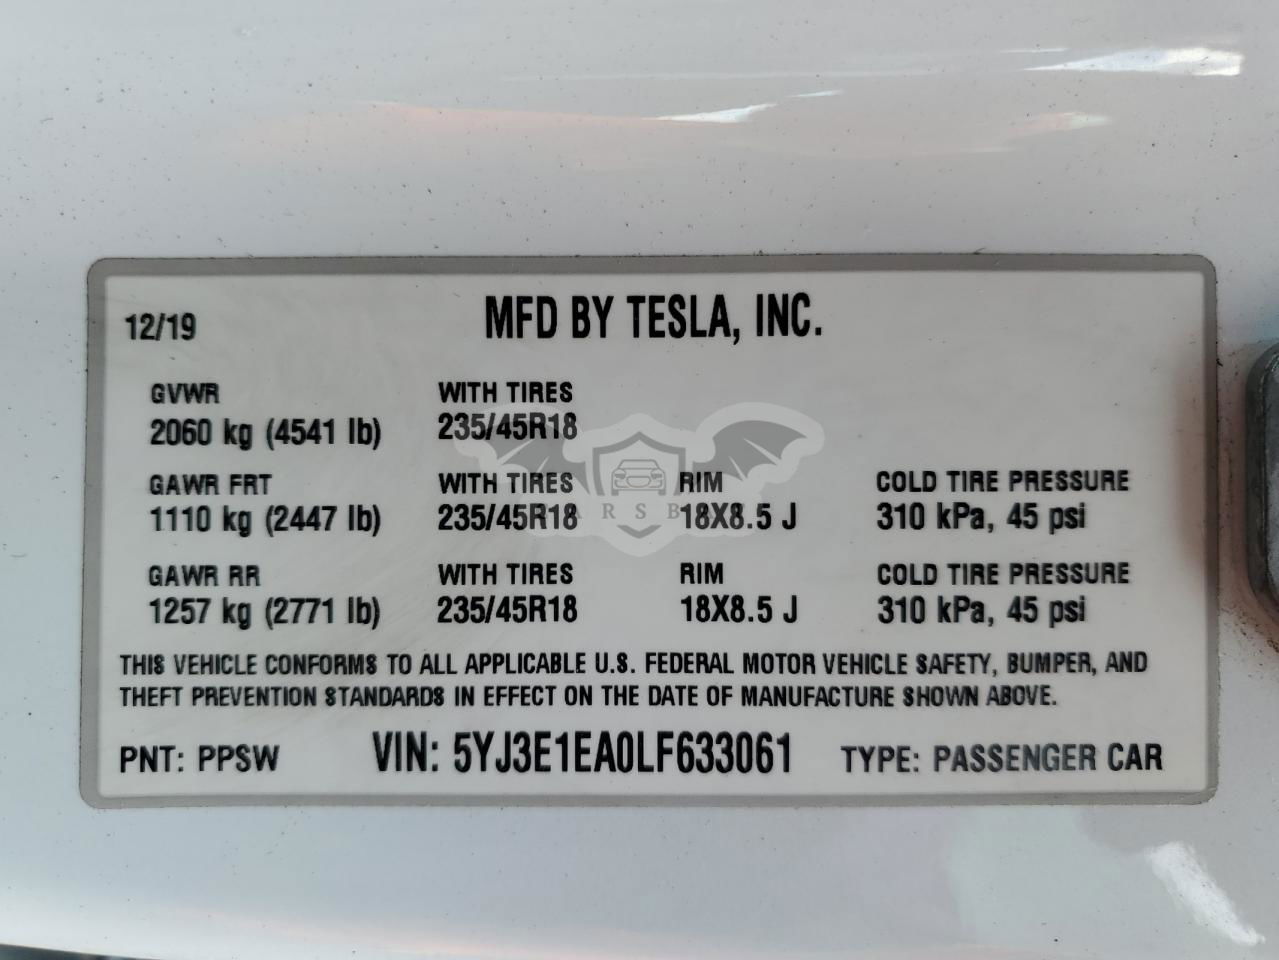 12/19 MFD BY TESLA, INC.
GVWR WITH TIRES
2060 kg (4541 lb) 235/45R18
GAWR FRT WITH TIRES RIM COLD TIRE PRESSURE
1110 kg (2447 lb) 235/45R18 18X8.5 J 310 kPa, 45 psi
GAWR RR WITH TIRES RIM COLD TIRE PRESSURE
1257 kg (2771 lb) 235/45R18 18X8.5 J 310 kPa, 45 psi
THIS VEHICLE CONFORMS TO ALL APPLICABLE U.S. FEDERAL MOTOR VEHICLE SAFETY, BUMPER, AND
THEFT PREVENTION STANDARDS IN EFFECT ON THE DATE OF MANUFACTURE SHOWN ABOVE.
PNT: PPSW VIN: 5YJ3E1EA0LF633061 TYPE: PASSENGER CAR